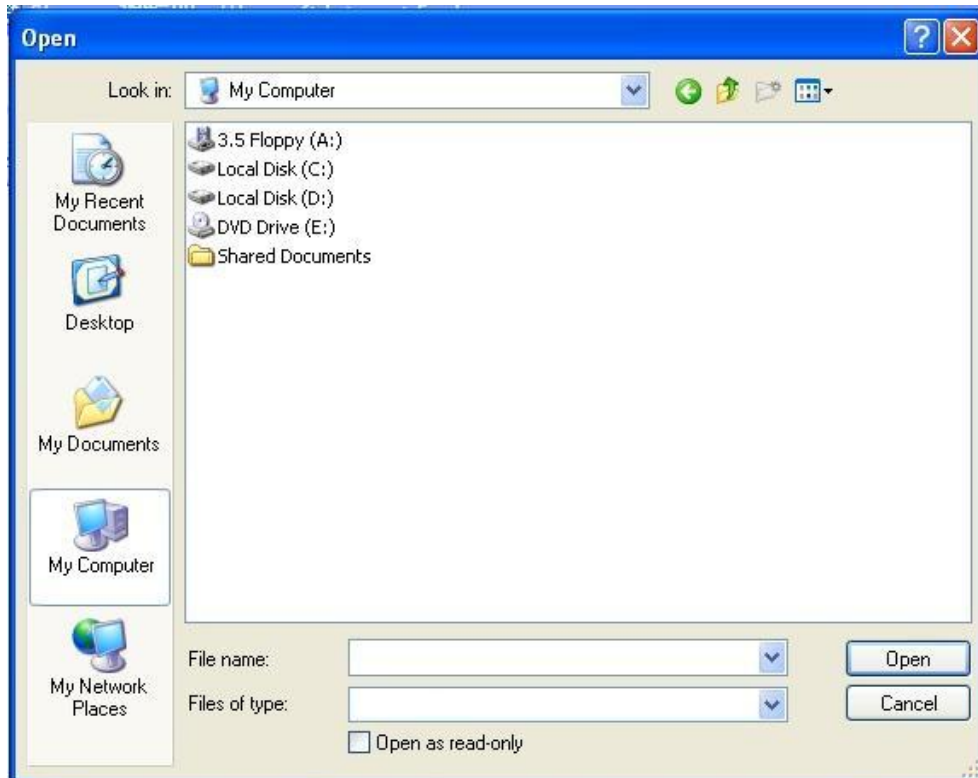 Open
Look in:
My Computer
My Recent
Documents
Desktop
My Documents
My Computer
My Network
Places
3.5 Floppy (A:)
Local Disk (C:)
Local Disk (D:)
DVD Drive (E:)
Shared Documents
File name:
Open
Files of type:
Cancel
Open as read-only